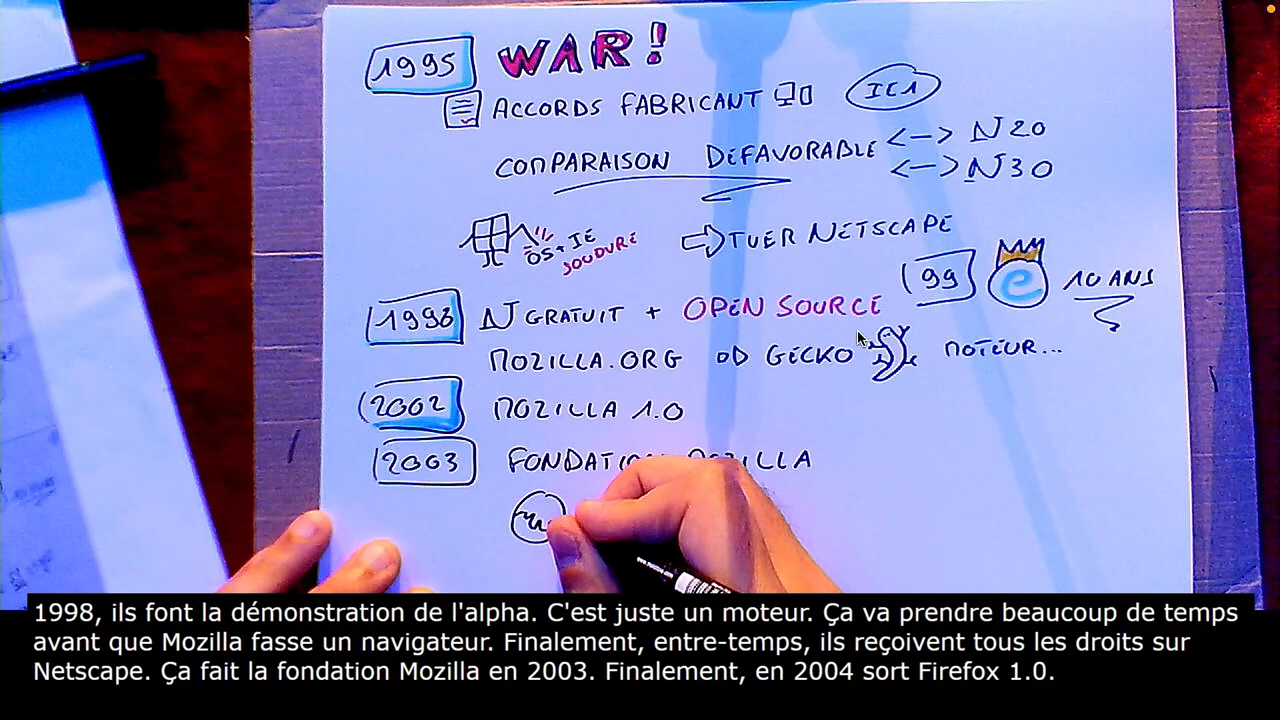 1995 WAR!
ACCORDS FABRICANT IE1
COMPARAISON DEFAVORABLE <-> N20
<-> N30
OS + IE SOUDURE => TUER NETSCAPE
99 e 10 ANS
1998 N GRATUIT + OPEN SOURCE
MOZILLA.ORG GECKO MOTEUR...
2002 MOZILLA 1.0
2003 FONDATION MOZILLA
1998, ils font la démonstration de l'alpha. C'est juste un moteur. Ça va prendre beaucoup de temps
avant que Mozilla fasse un navigateur. Finalement, entre-temps, ils reçoivent tous les droits sur
Netscape. Ça fait la fondation Mozilla en 2003. Finalement, en 2004 sort Firefox 1.0.